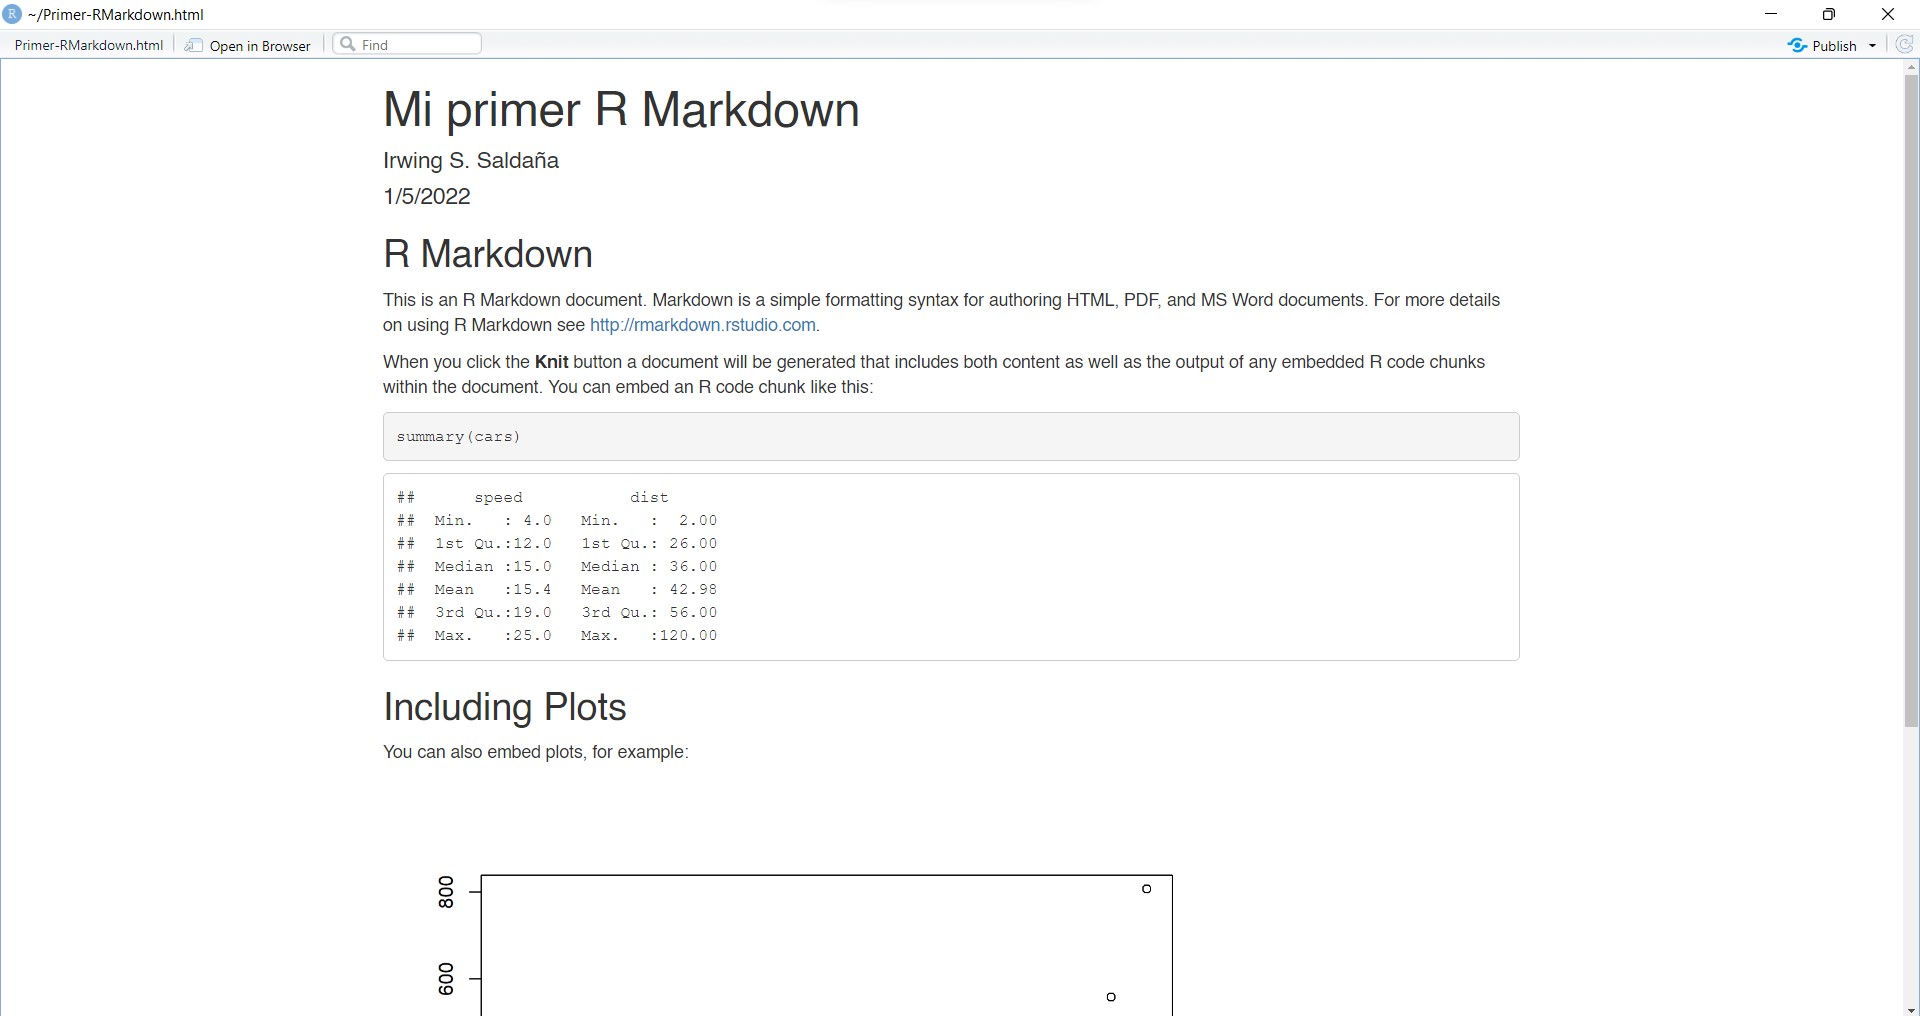 R ~/Primer-RMarkdown.html
Primer-RMarkdown.html Open in Browser Find Publish
Mi primer R Markdown
Irwing S. Saldaña
1/5/2022
R Markdown
This is an R Markdown document. Markdown is a simple formatting syntax for authoring HTML, PDF, and MS Word documents. For more details
on using R Markdown see http://rmarkdown.rstudio.com.
When you click the Knit button a document will be generated that includes both content as well as the output of any embedded R code chunks
within the document. You can embed an R code chunk like this:
summary(cars)
##      speed           dist
##  Min.   : 4.0   Min.   :  2.00
##  1st Qu.:12.0   1st Qu.: 26.00
##  Median :15.0   Median : 36.00
##  Mean   :15.4   Mean   : 42.98
##  3rd Qu.:19.0   3rd Qu.: 56.00
##  Max.   :25.0   Max.   :120.00
Including Plots
You can also embed plots, for example:
800
600